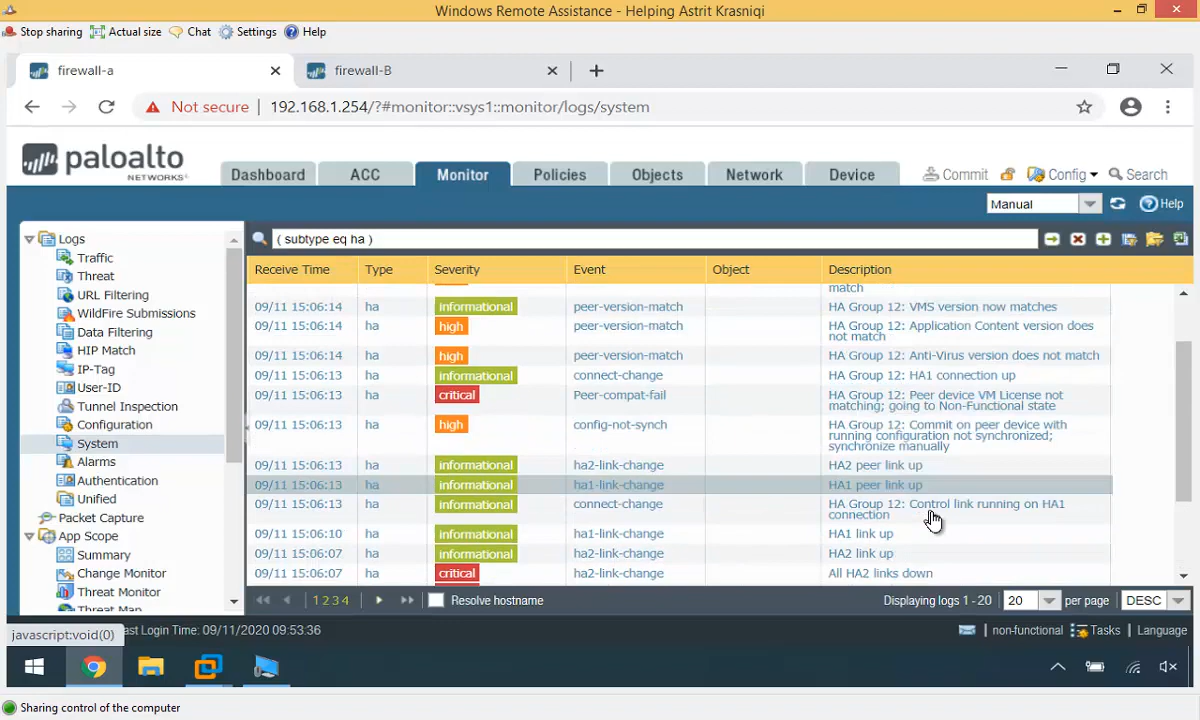 Windows Remote Assistance - Helping Astrit Krasniqi
Stop sharing Actual size Chat Settings Help
firewall-a firewall-B
Not secure 192.168.1.254/?#monitor::vsys1::monitor/logs/system
paloalto
NETWORKS
Dashboard ACC Monitor Policies Objects Network Device Commit Config Search
Manual Help
Logs
Traffic
Threat
URL Filtering
WildFire Submissions
Data Filtering
HIP Match
IP-Tag
User-ID
Tunnel Inspection
Configuration
System
Alarms
Authentication
Unified
Packet Capture
App Scope
Summary
Change Monitor
Threat Monitor
Threat Map
( subtype eq ha )
Receive Time Type Severity Event Object Description
match
09/11 15:06:14 ha informational peer-version-match HA Group 12: VMS version now matches
09/11 15:06:14 ha high peer-version-match HA Group 12: Application Content version does
not match
09/11 15:06:14 ha high peer-version-match HA Group 12: Anti-Virus version does not match
09/11 15:06:13 ha informational connect-change HA Group 12: HA1 connection up
09/11 15:06:13 ha critical Peer-compat-fail HA Group 12: Peer device VM License not
matching; going to Non-Functional state
09/11 15:06:13 ha high config-not-synch HA Group 12: Commit on peer device with
running configuration not synchronized;
synchronize manually
09/11 15:06:13 ha informational ha2-link-change HA2 peer link up
09/11 15:06:13 ha informational ha1-link-change HA1 peer link up
09/11 15:06:13 ha informational connect-change HA Group 12: Control link running on HA1
connection
09/11 15:06:10 ha informational ha1-link-change HA1 link up
09/11 15:06:07 ha informational ha2-link-change HA2 link up
09/11 15:06:07 ha critical ha2-link-change All HA2 links down
1 2 3 4 Resolve hostname Displaying logs 1 - 20 20 per page DESC
javascript:void(0) ast Login Time: 09/11/2020 09:53:36 non-functional Tasks Language
Sharing control of the computer